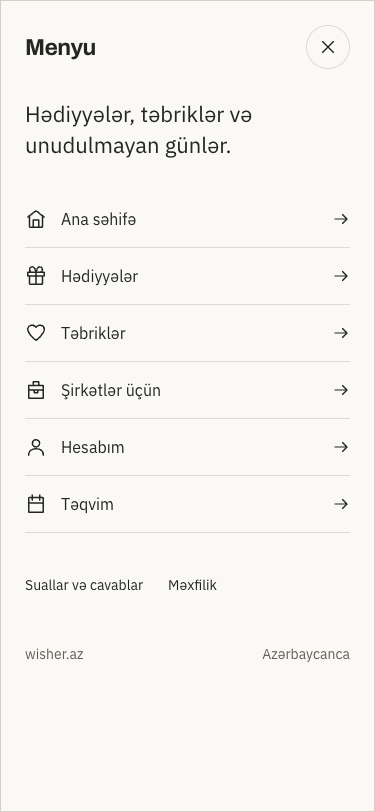 Menyu
Hədiyyələr, təbriklər və
unudulmayan günlər.
Ana səhifə
Hədiyyələr
Təbriklər
Şirkətlər üçün
Hesabım
Təqvim
Suallar və cavablar Məxfilik
wisher.az Azərbaycanca